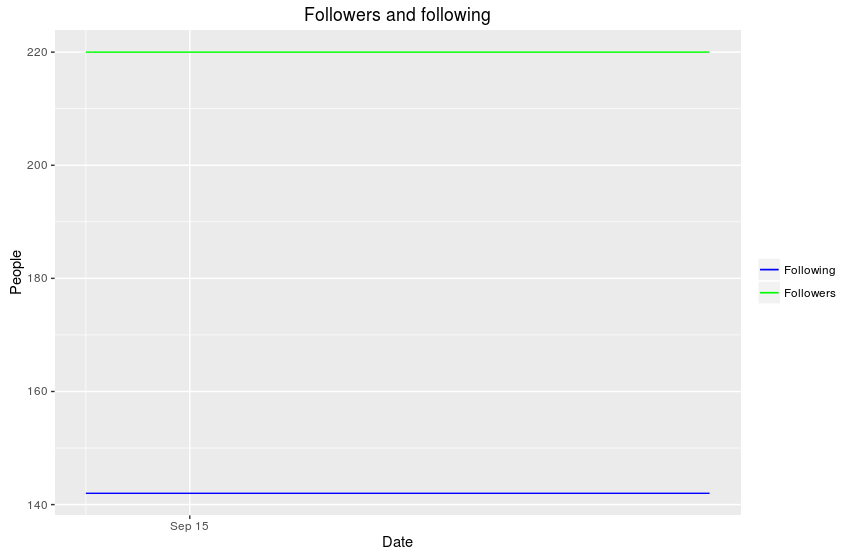 Followers and following
220
200
180
160
140
People
Sep 15
Date
Following
Followers